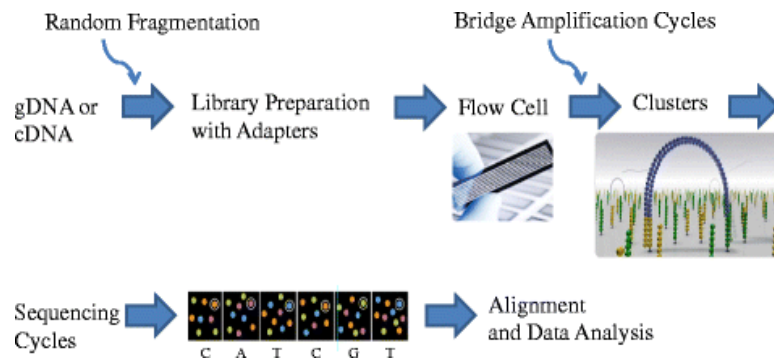 Random Fragmentation
Bridge Amplification Cycles
gDNA or
cDNA
Library Preparation
with Adapters
Flow Cell
Clusters
Sequencing
Cycles
C A T C G T
Alignment
and Data Analysis